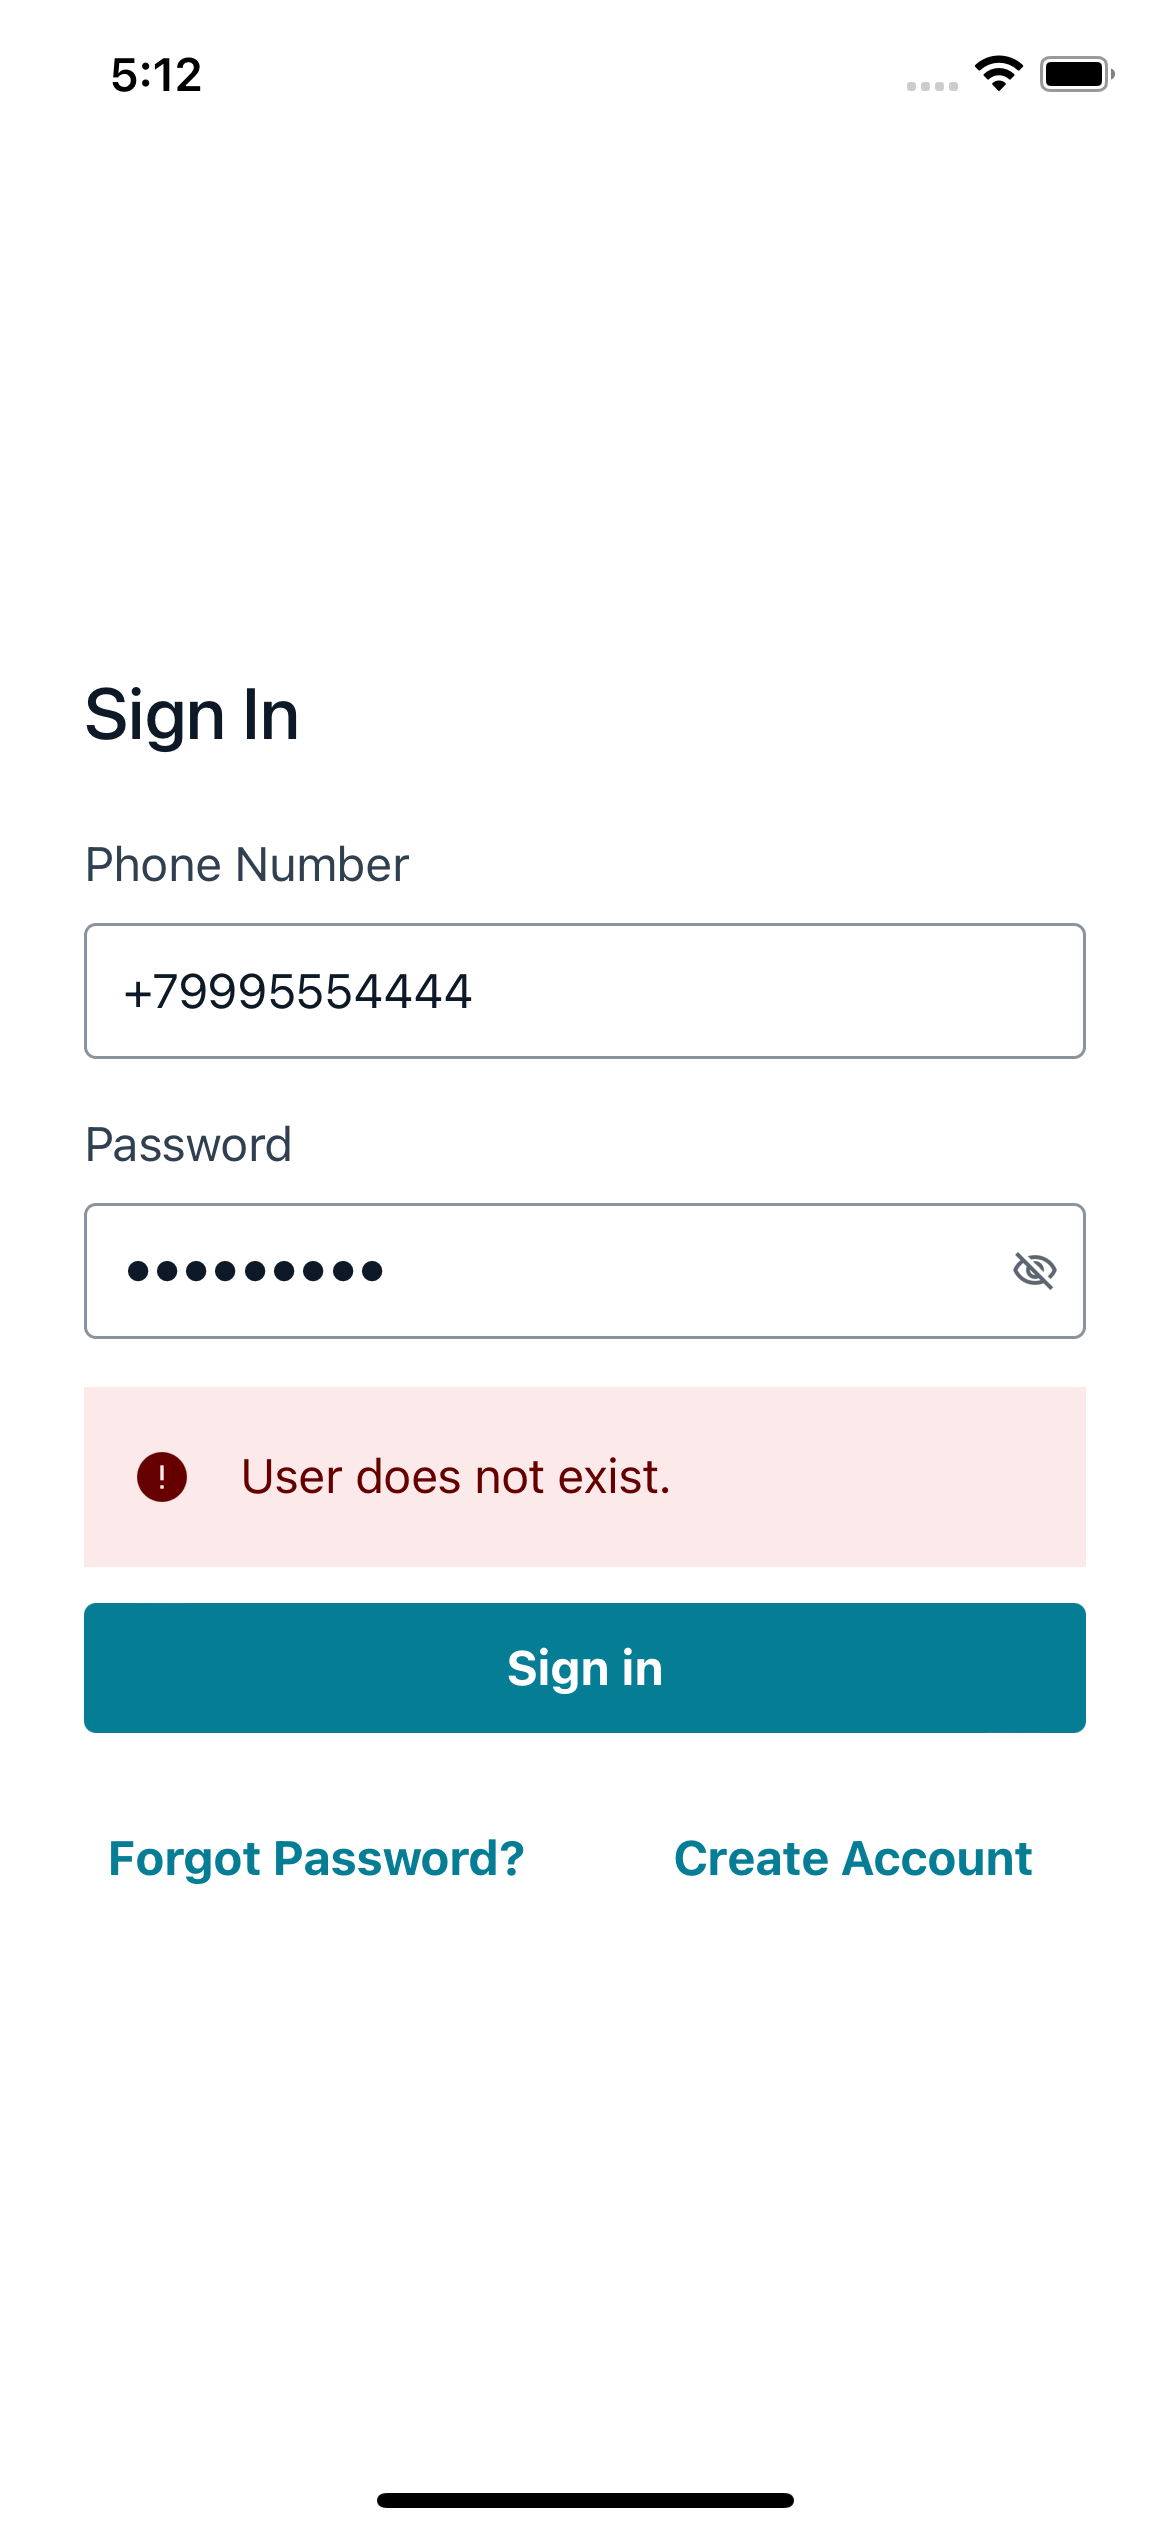 5:12
Sign In
Phone Number
+79995554444
Password
•••••••••
User does not exist.
Sign in
Forgot Password? Create Account